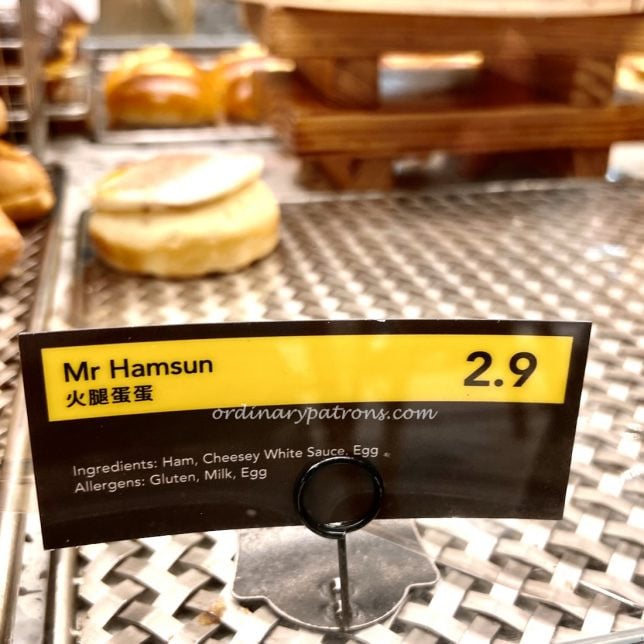 Mr Hamsun
2.9
火腿蛋蛋
ordinarypatrons.com
Ingredients: Ham, Cheesey White Sauce, Egg
Allergens: Gluten, Milk, Egg